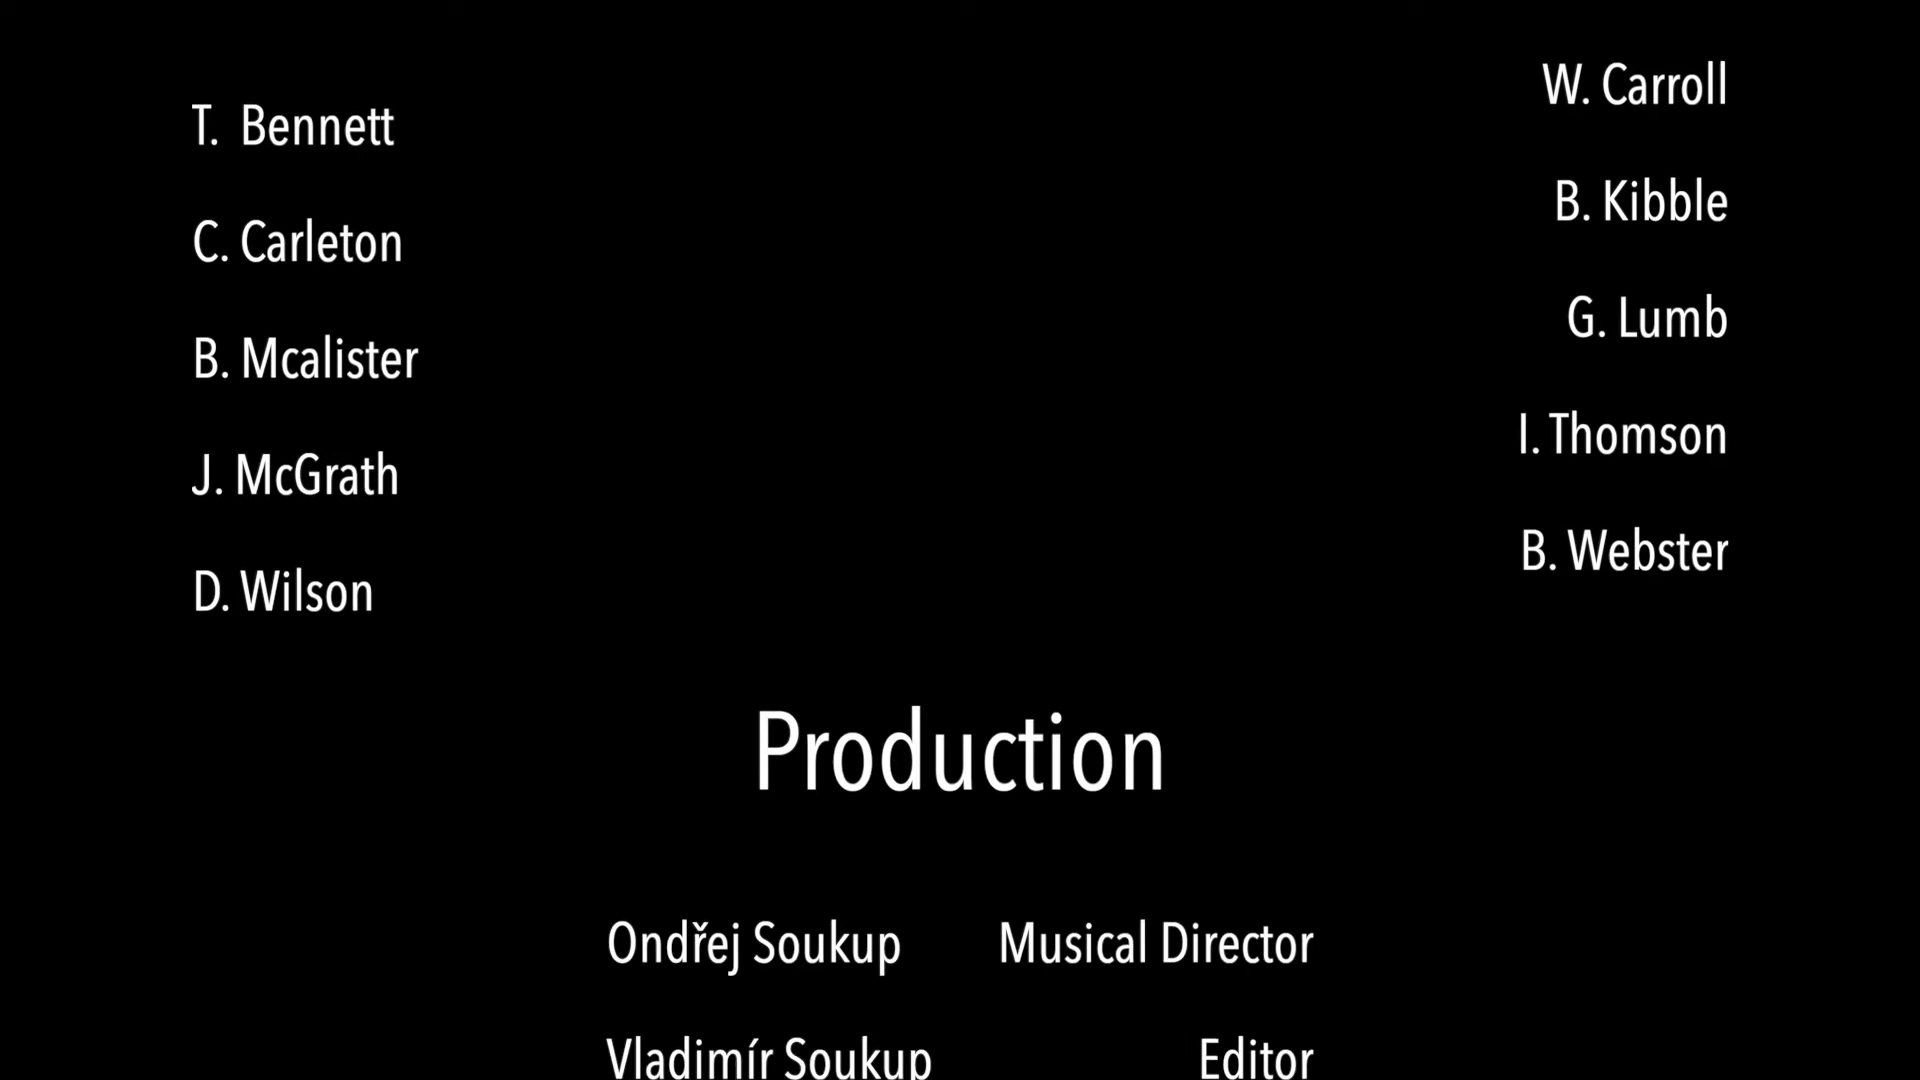 T. Bennett
C. Carleton
B. Mcalister
J. McGrath
D. Wilson
W. Carroll
B. Kibble
G. Lumb
I. Thomson
B. Webster
Production
Ondřej Soukup Musical Director
Vladimír Soukup Editor